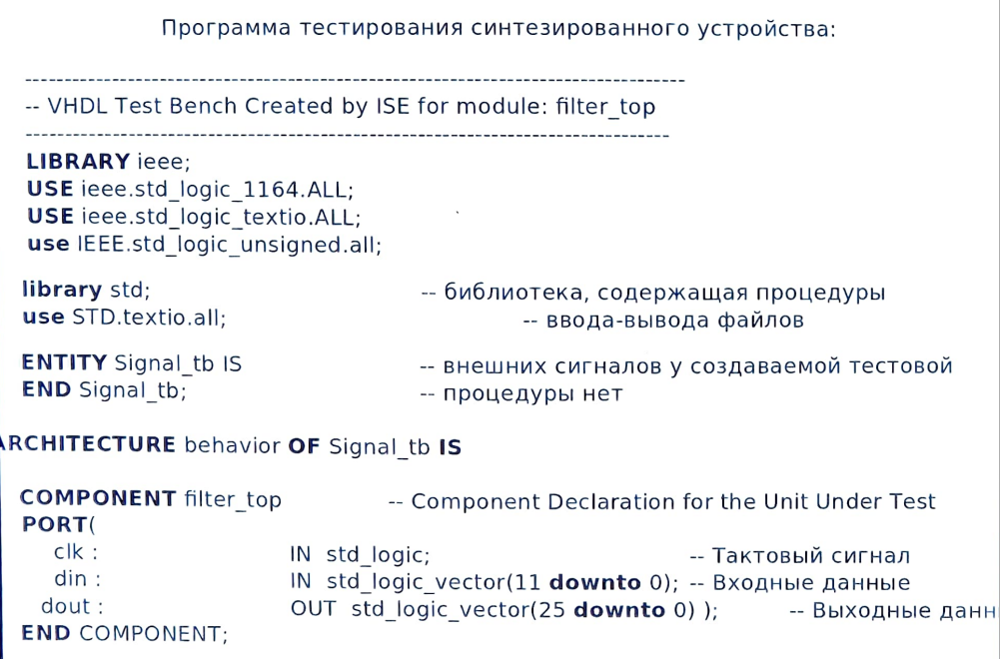 Программа тестирования синтезированного устройства:
--------------------------------------------------------------------------------
-- VHDL Test Bench Created by ISE for module: filter_top
--------------------------------------------------------------------------------
LIBRARY ieee;
USE ieee.std_logic_1164.ALL;
USE ieee.std_logic_textio.ALL;
use IEEE.std_logic_unsigned.all;
library std; -- библиотека, содержащая процедуры
use STD.textio.all; -- ввода-вывода файлов
ENTITY Signal_tb IS -- внешних сигналов у создаваемой тестовой
END Signal_tb; -- процедуры нет
ARCHITECTURE behavior OF Signal_tb IS
COMPONENT filter_top -- Component Declaration for the Unit Under Test
PORT(
clk : IN std_logic; -- Тактовый сигнал
din : IN std_logic_vector(11 downto 0); -- Входные данные
dout : OUT std_logic_vector(25 downto 0) ); -- Выходные данн
END COMPONENT;